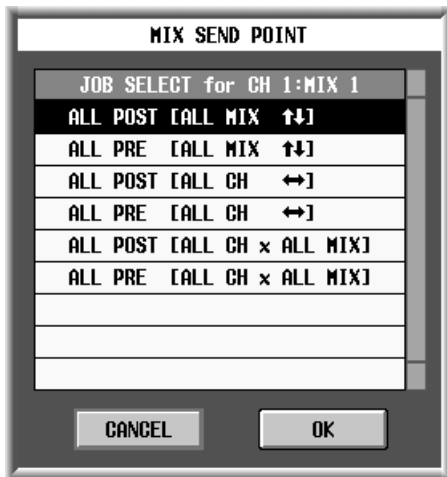 MIX SEND POINT
JOB SELECT for CH 1:MIX 1
ALL POST [ALL MIX ↑↓]
ALL PRE [ALL MIX ↑↓]
ALL POST [ALL CH ↔]
ALL PRE [ALL CH ↔]
ALL POST [ALL CH x ALL MIX]
ALL PRE [ALL CH x ALL MIX]
CANCEL OK